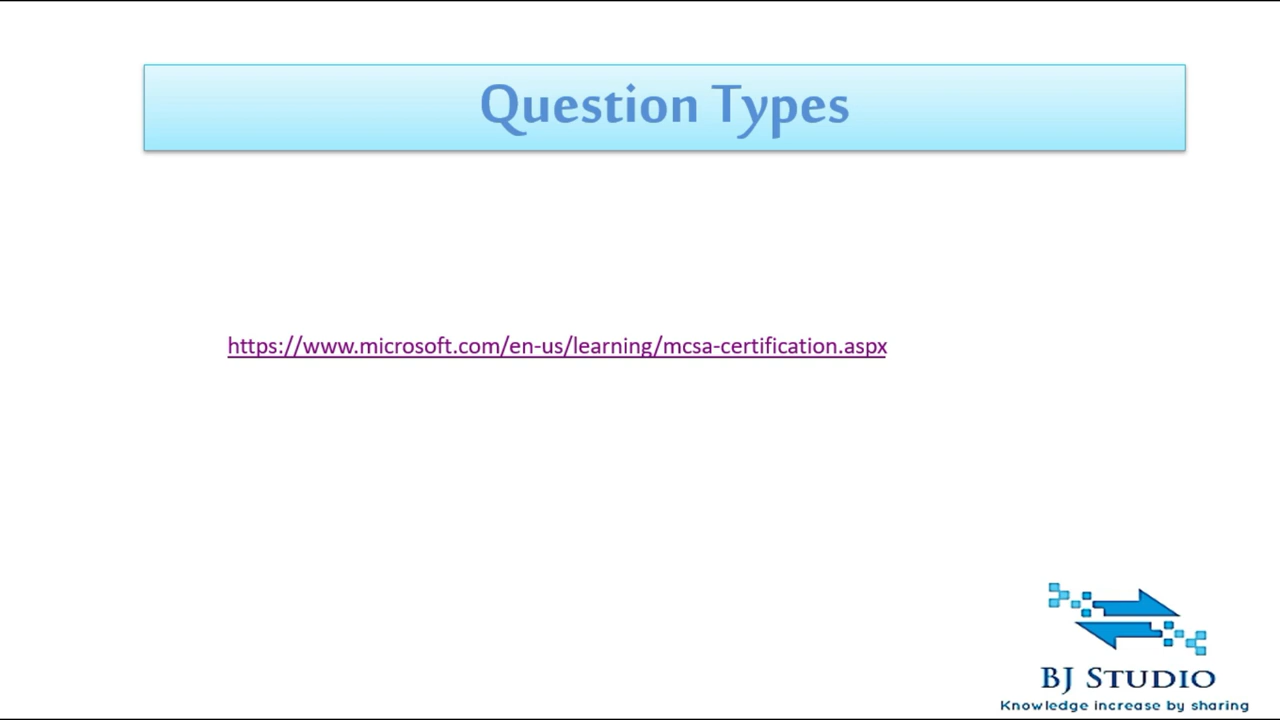 Question Types
https://www.microsoft.com/en-us/learning/mcsa-certification.aspx
BJ STUDIO
Knowledge increase by sharing